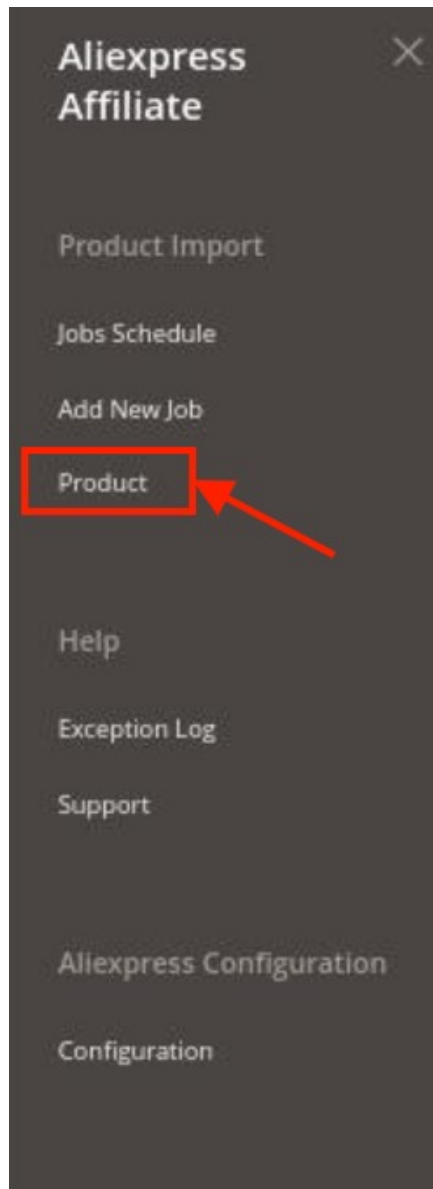 Aliexpress
Affiliate
Product Import
Jobs Schedule
Add New Job
Product
Help
Exception Log
Support
Aliexpress Configuration
Configuration